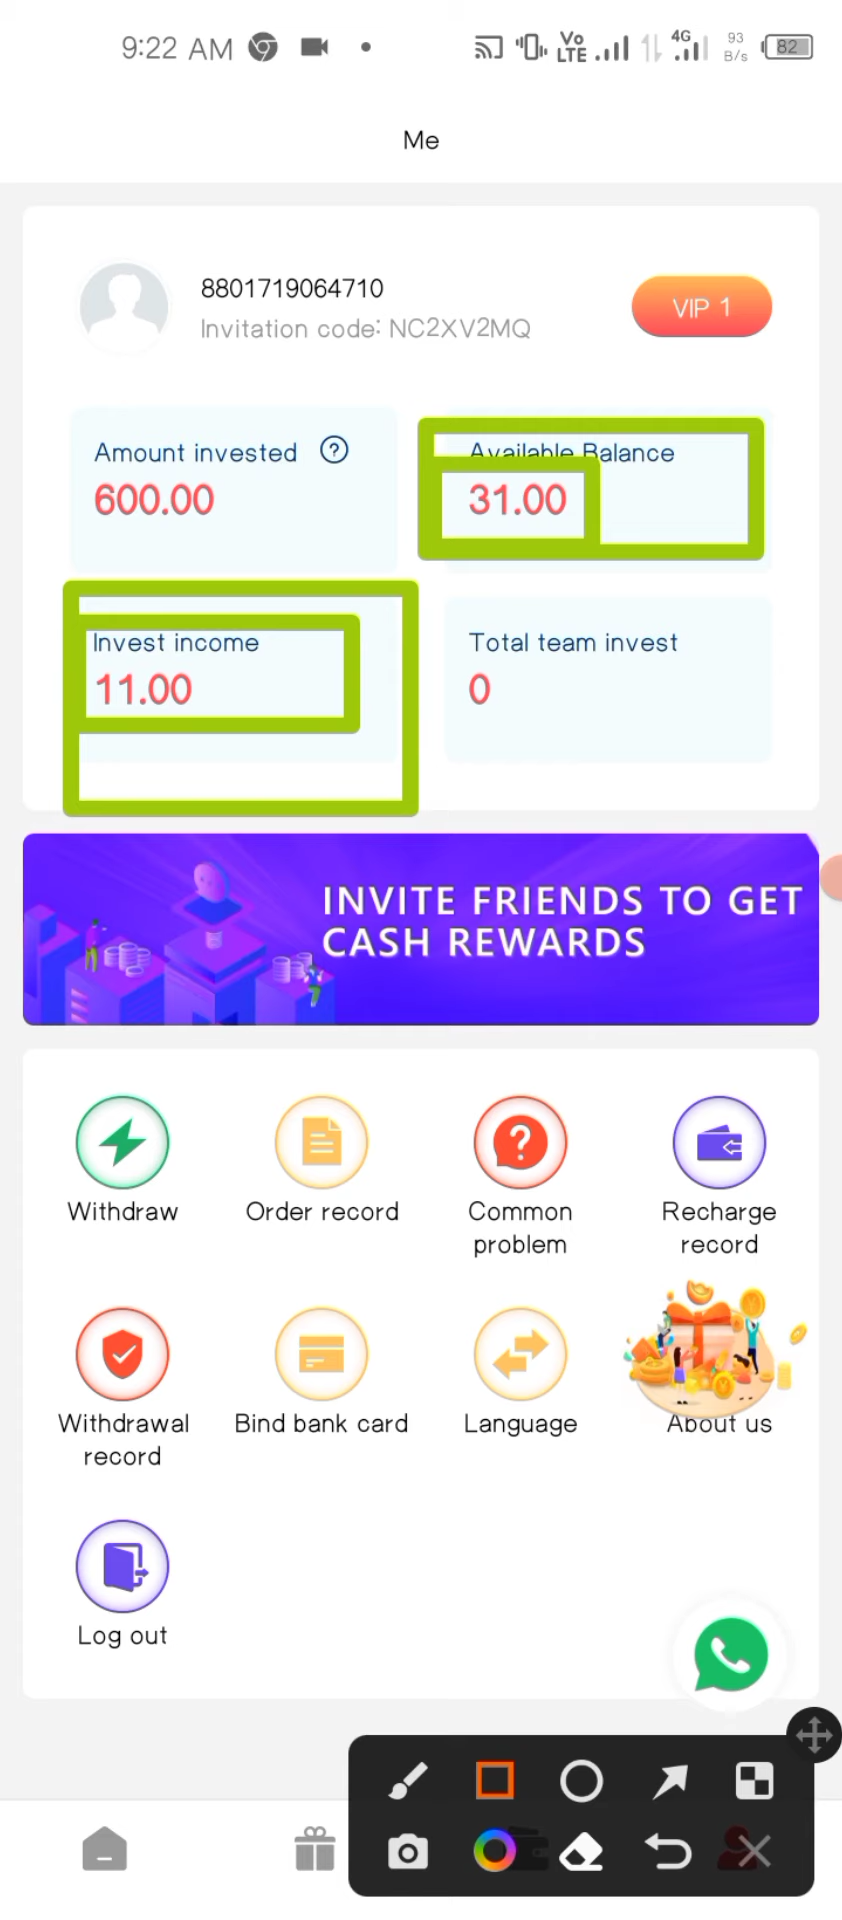 9:22 AM
Vo LTE 4G 93 B/s 82
Me
8801719064710
Invitation code: NC2XV2MQ
VIP 1
Amount invested ?
600.00
Available Balance
31.00
Invest income
11.00
Total team invest
0
INVITE FRIENDS TO GET
CASH REWARDS
Withdraw
Order record
Common
problem
Recharge
record
Withdrawal
record
Bind bank card
Language
About us
Log out